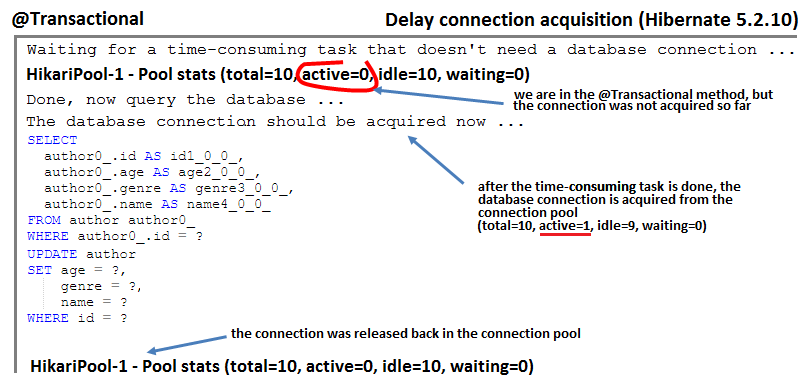 @Transactional
Delay connection acquisition (Hibernate 5.2.10)
Waiting for a time-consuming task that doesn't need a database connection ...
HikariPool-1 - Pool stats (total=10, active=0, idle=10, waiting=0)
Done, now query the database ...
we are in the @Transactional method, but
the connection was not acquired so far
The database connection should be acquired now ...
SELECT
author0_.id AS id1_0_0_,
author0_.age AS age2_0_0_,
author0_.genre AS genre3_0_0_,
author0_.name AS name4_0_0_
FROM author author0_
WHERE author0_.id = ?
after the time-consuming task is done, the
database connection is acquired from the
connection pool
(total=10, active=1, idle=9, waiting=0)
UPDATE author
SET age = ?,
genre = ?,
name = ?
WHERE id = ?
the connection was released back in the connection pool
HikariPool-1 - Pool stats (total=10, active=0, idle=10, waiting=0)